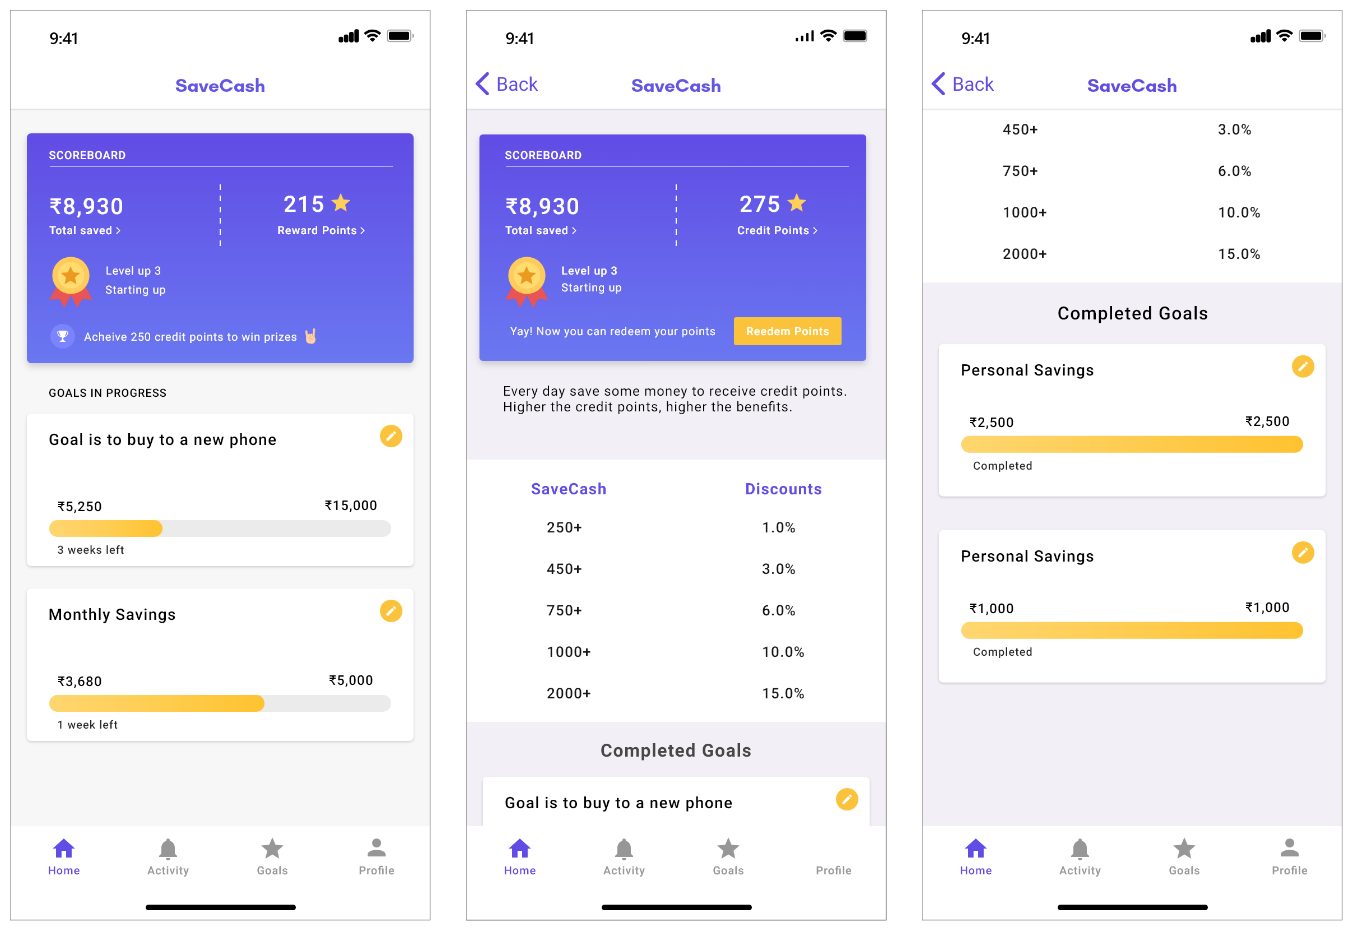 9:41
SaveCash
SCOREBOARD
₹8,930
Total saved >
215
Reward Points >
Level up 3
Starting up
Acheive 250 credit points to win prizes
GOALS IN PROGRESS
Goal is to buy to a new phone
₹5,250 ₹15,000
3 weeks left
Monthly Savings
₹3,680 ₹5,000
1 week left
Home Activity Goals Profile
9:41
Back SaveCash
SCOREBOARD
₹8,930
Total saved >
275
Credit Points >
Level up 3
Starting up
Yay! Now you can redeem your points Reedem Points
Every day save some money to receive credit points.
Higher the credit points, higher the benefits.
SaveCash Discounts
250+ 1.0%
450+ 3.0%
750+ 6.0%
1000+ 10.0%
2000+ 15.0%
Completed Goals
Goal is to buy to a new phone
Home Activity Goals Profile
9:41
Back SaveCash
450+ 3.0%
750+ 6.0%
1000+ 10.0%
2000+ 15.0%
Completed Goals
Personal Savings
₹2,500 ₹2,500
Completed
Personal Savings
₹1,000 ₹1,000
Completed
Home Activity Goals Profile